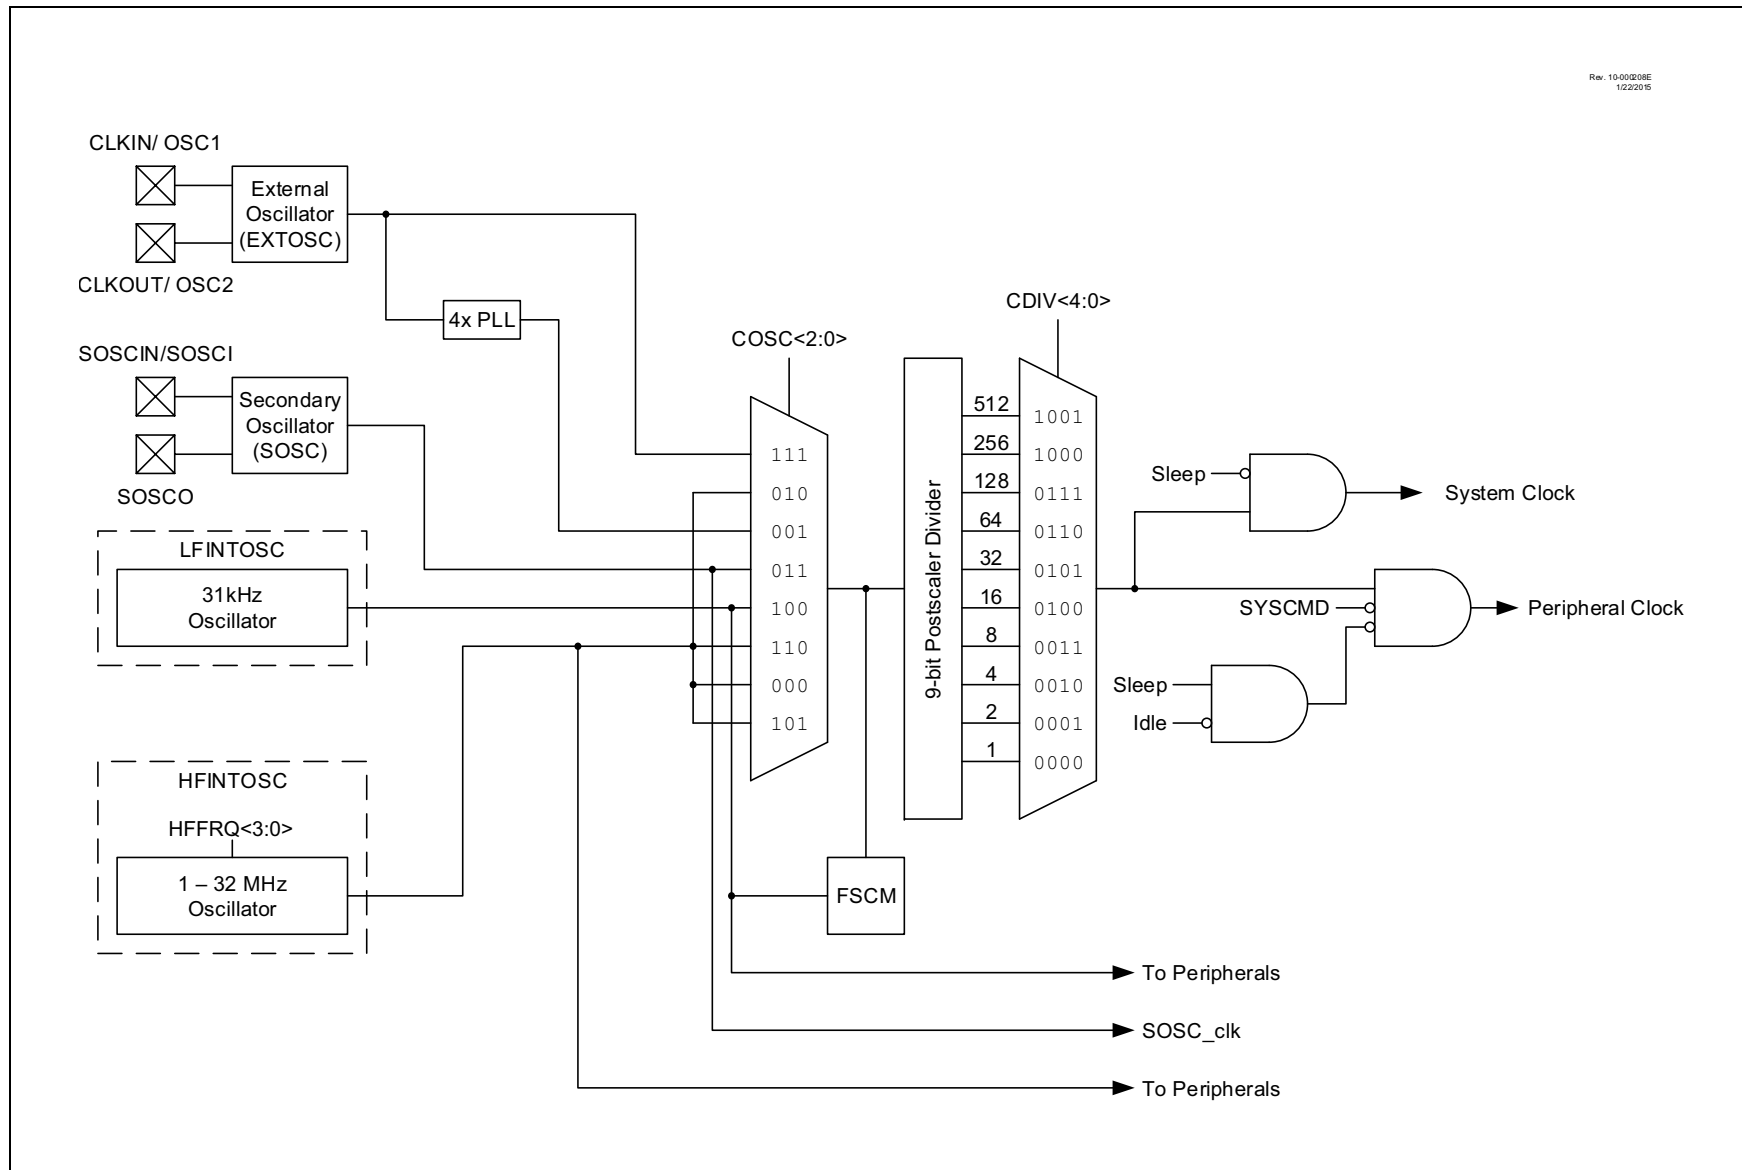 Rev. 10-000208E
1/22/2015
CLKIN/ OSC1
External
Oscillator
(EXTOSC)
CLKOUT/ OSC2
4x PLL
SOSCIN/SOSCI
Secondary
Oscillator
(SOSC)
SOSCO
LFINTOSC
31kHz
Oscillator
HFINTOSC
HFFRQ<3:0>
1 – 32 MHz
Oscillator
COSC<2:0>
111
010
001
011
100
110
000
101
FSCM
9-bit Postscaler Divider
CDIV<4:0>
512 1001
256 1000
128 0111
64 0110
32 0101
16 0100
8 0011
4 0010
2 0001
1 0000
Sleep
System Clock
SYSCMD
Peripheral Clock
Sleep
Idle
To Peripherals
SOSC_clk
To Peripherals